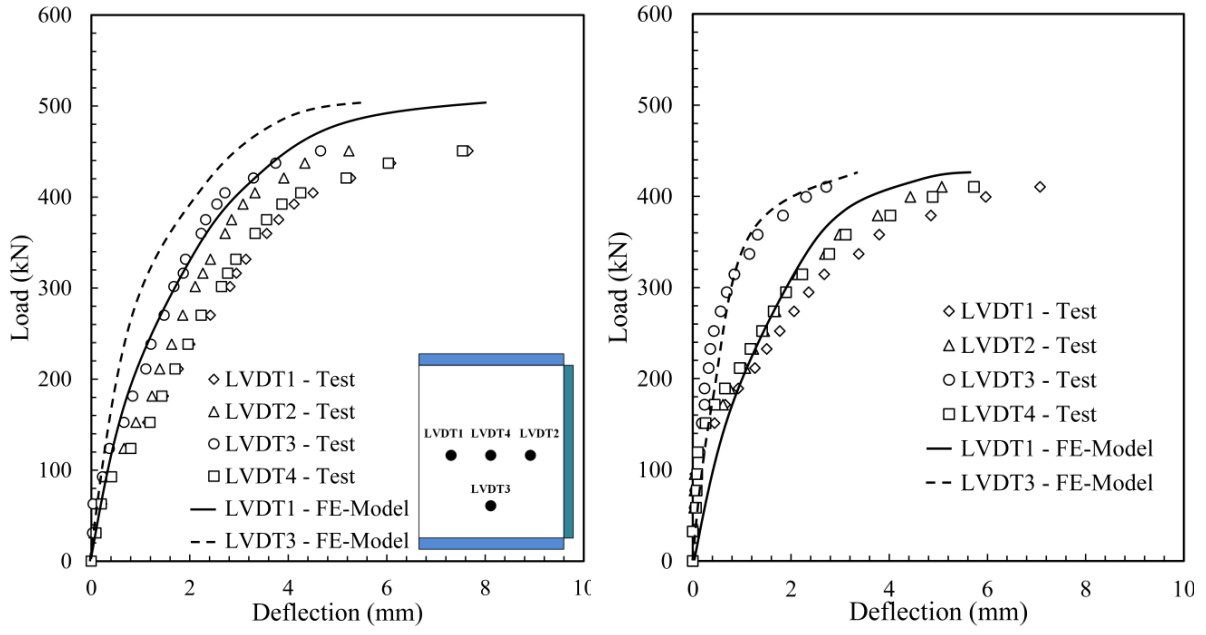 600
500
400
300
200
100
0
Load (kN)
0 2 4 6 8 10
Deflection (mm)
LVDT1 - Test
LVDT2 - Test
LVDT3 - Test
LVDT4 - Test
LVDT1 - FE-Model
LVDT3 - FE-Model
LVDT1 LVDT4 LVDT2
LVDT3
600
500
400
300
200
100
0
Load (kN)
0 2 4 6 8 10
Deflection (mm)
LVDT1 - Test
LVDT2 - Test
LVDT3 - Test
LVDT4 - Test
LVDT1 - FE-Model
LVDT3 - FE-Model